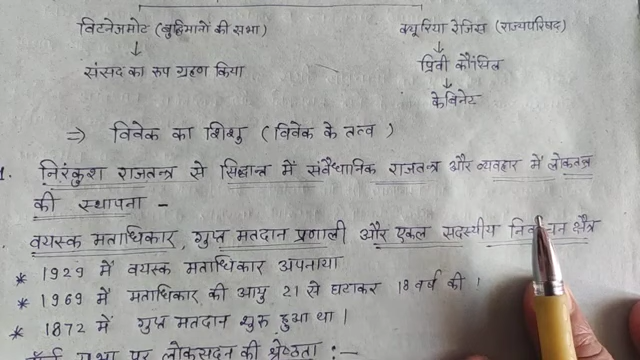 विटनेजमोट (बुद्धिमानों की सभा) क्यूरिया रेजिस (राज्यपरिषद)
↓ ↓
संसद का रुप ग्रहण किया प्रिवी कौंसिल
↓
केबिनेट
⇒ विवेक का शिशु (विवेक के तत्व)
1. निरंकुश राजतन्त्र से सिद्धान्त में संवैधानिक राजतन्त्र और व्यवहार में लोकतन्त्र
की स्थापना -
वयस्क मताधिकार, गुप्त मतदान प्रणाली और एकल सदस्यीय क्षेत्र
* 1929 में वयस्क मताधिकार अपनाया
* 1969 में मताधिकार की आयु 21 से घटाकर 18 वर्ष की।
* 1872 में गुप्त मतदान शुरू हुआ था।
पर लोकसदन की श्रेष्ठता :-